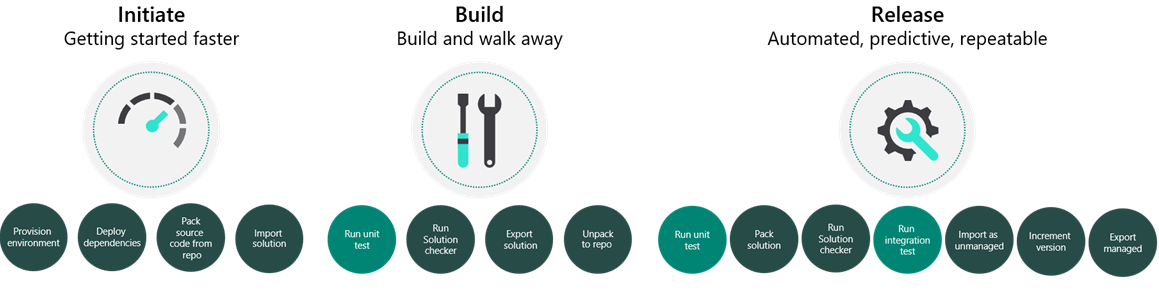 Initiate
Getting started faster
Provision
environment
Deploy
dependencies
Pack
source
code from
repo
Import
solution
Build
Build and walk away
Run unit
test
Run
Solution
checker
Export
solution
Unpack
to repo
Release
Automated, predictive, repeatable
Run unit
test
Pack
solution
Run
Solution
checker
Run
integration
test
Import as
unmanaged
Increment
version
Export
managed